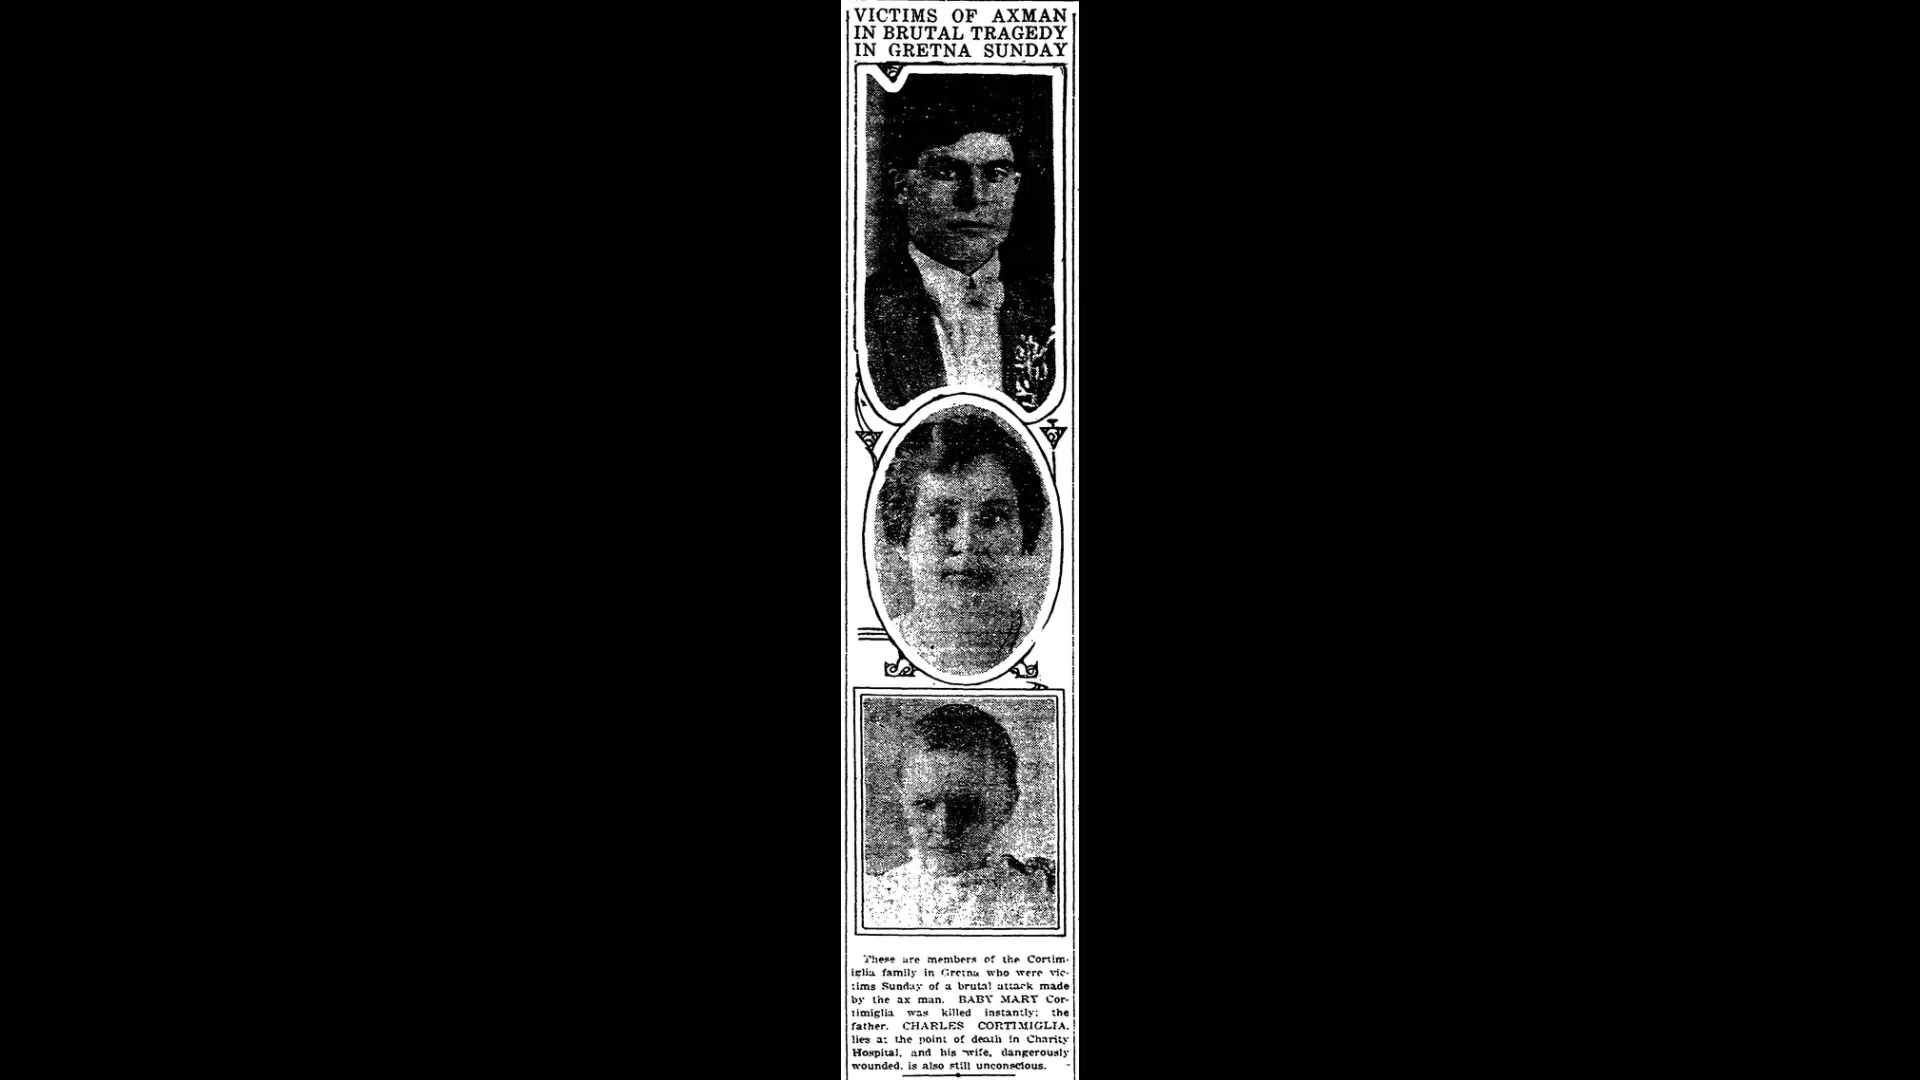 VICTIMS OF AXMAN
IN BRUTAL TRAGEDY
IN GRETNA SUNDAY
These are members of the Cortim-
iglia family in Gretna who were vic-
tims Sunday of a brutal attack made
by the ax man. BABY MARY Cor-
timiglia was killed instantly; the
father, CHARLES CORTIMIGLIA,
lies at the point of death in Charity
Hospital, and his wife, dangerously
wounded, is also still unconscious.